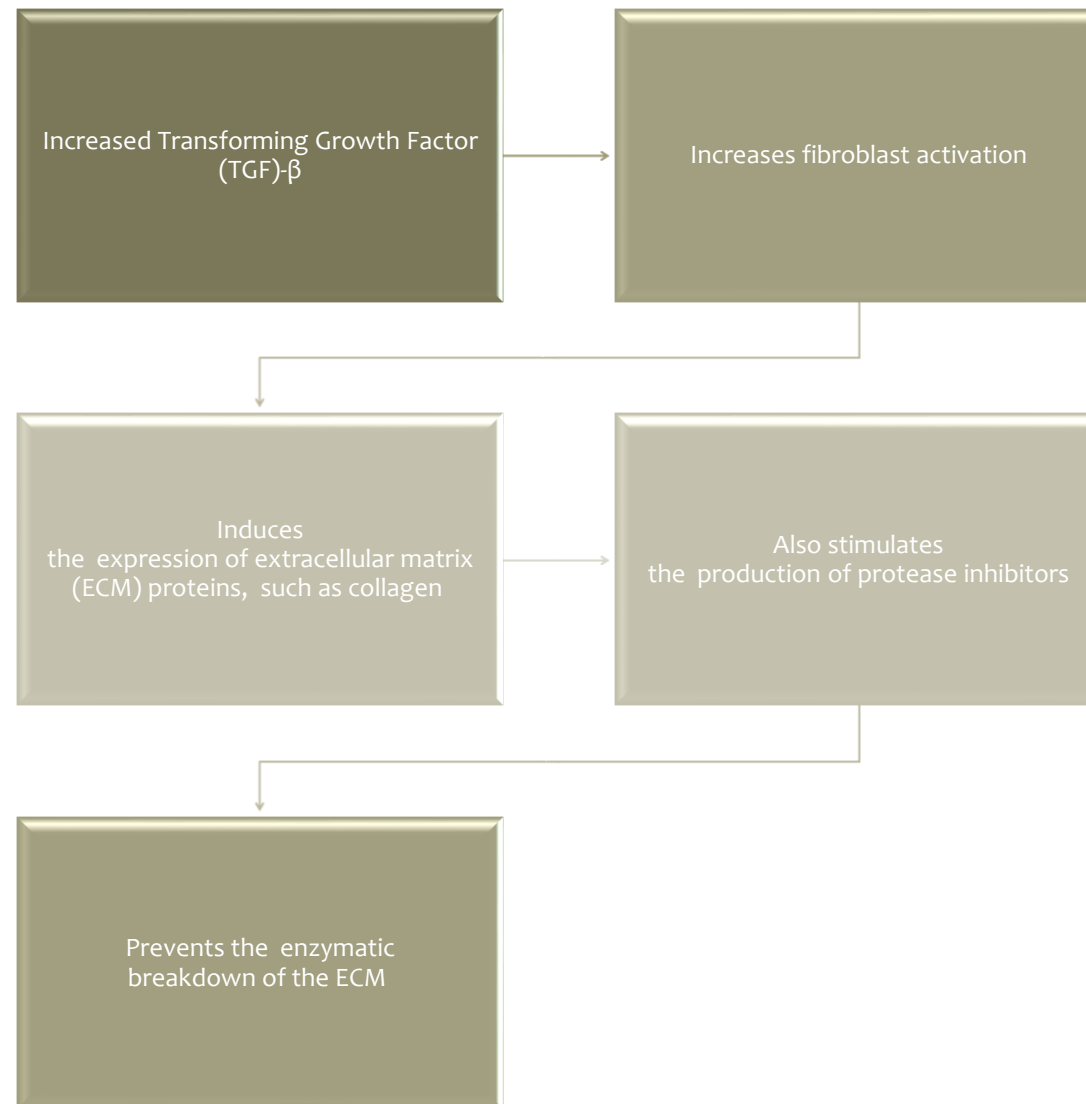 Increased Transforming Growth Factor
(TGF)-β
Increases fibroblast activation
Induces
the expression of extracellular matrix
(ECM) proteins, such as collagen
Also stimulates
the production of protease inhibitors
Prevents the enzymatic
breakdown of the ECM